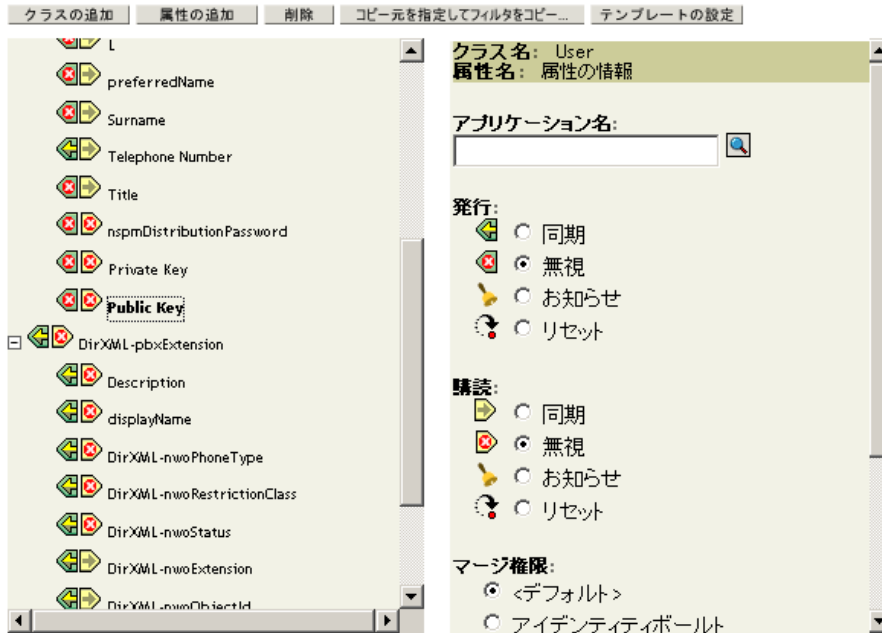 クラスの追加 属性の追加 削除 コピー元を指定してフィルタをコピー... テンプレートの設定
L
preferredName
Surname
Telephone Number
Title
nspmDistributionPassword
Private Key
Public Key
DirXML-pbxExtension
Description
displayName
DirXML-nwoPhoneType
DirXML-nwoRestrictionClass
DirXML-nwoStatus
DirXML-nwoExtension
DirXML-nwoObjectId
クラス名: User
属性名: 属性の情報
アプリケーション名:
発行:
同期
無視
お知らせ
リセット
購読:
同期
無視
お知らせ
リセット
マージ権限:
<デフォルト>
アイデンティティボールト